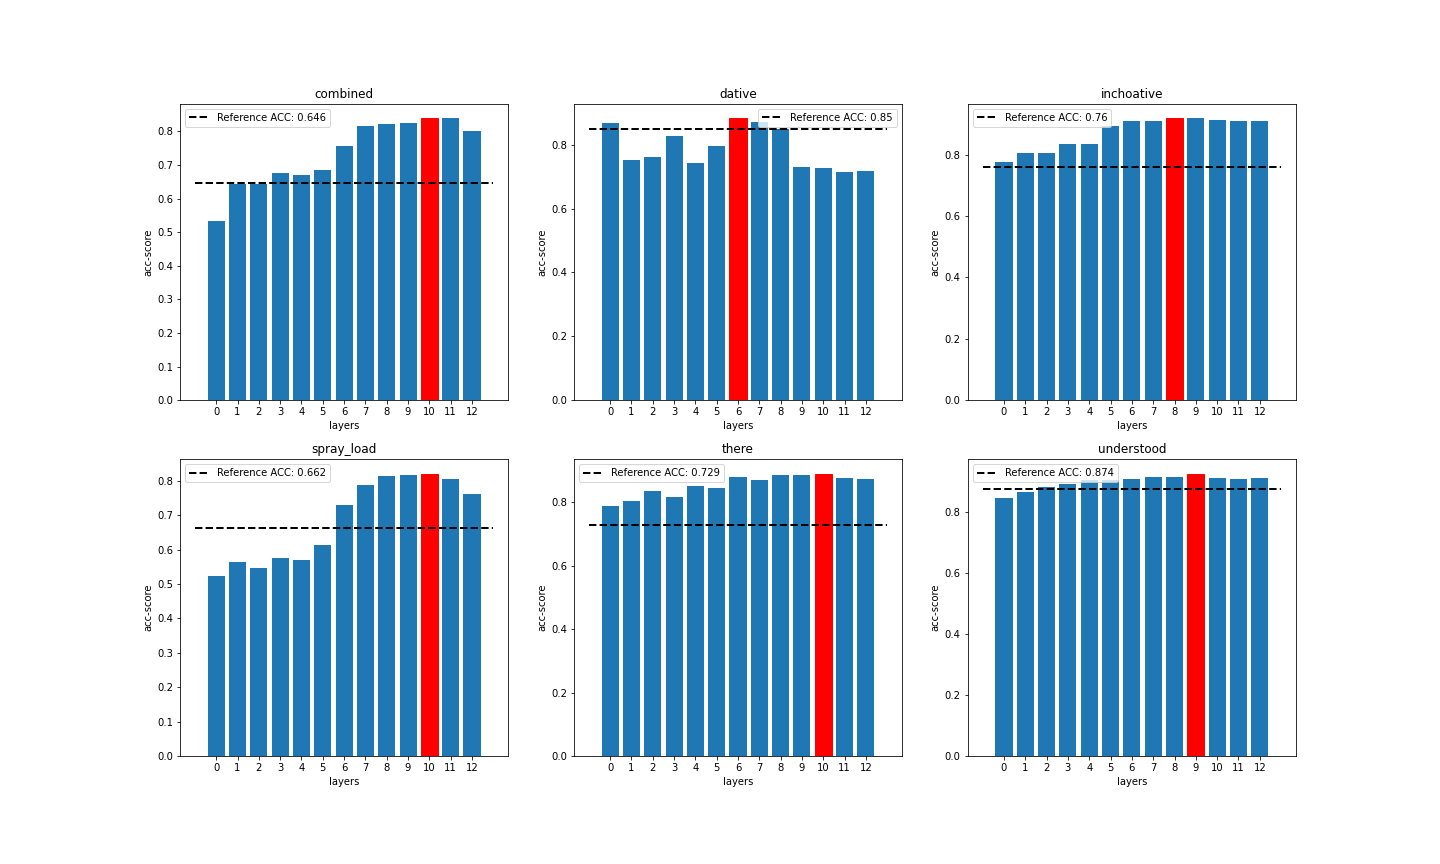 combined
Reference ACC: 0.646
acc-score
0.8
0.7
0.6
0.5
0.4
0.3
0.2
0.1
0.0
0 1 2 3 4 5 6 7 8 9 10 11 12
layers
dative
Reference ACC: 0.85
acc-score
0.8
0.6
0.4
0.2
0.0
0 1 2 3 4 5 6 7 8 9 10 11 12
layers
inchoative
Reference ACC: 0.76
acc-score
0.8
0.6
0.4
0.2
0.0
0 1 2 3 4 5 6 7 8 9 10 11 12
layers
spray_load
Reference ACC: 0.662
acc-score
0.8
0.7
0.6
0.5
0.4
0.3
0.2
0.1
0.0
0 1 2 3 4 5 6 7 8 9 10 11 12
layers
there
Reference ACC: 0.729
acc-score
0.8
0.6
0.4
0.2
0.0
0 1 2 3 4 5 6 7 8 9 10 11 12
layers
understood
Reference ACC: 0.874
acc-score
0.8
0.6
0.4
0.2
0.0
0 1 2 3 4 5 6 7 8 9 10 11 12
layers